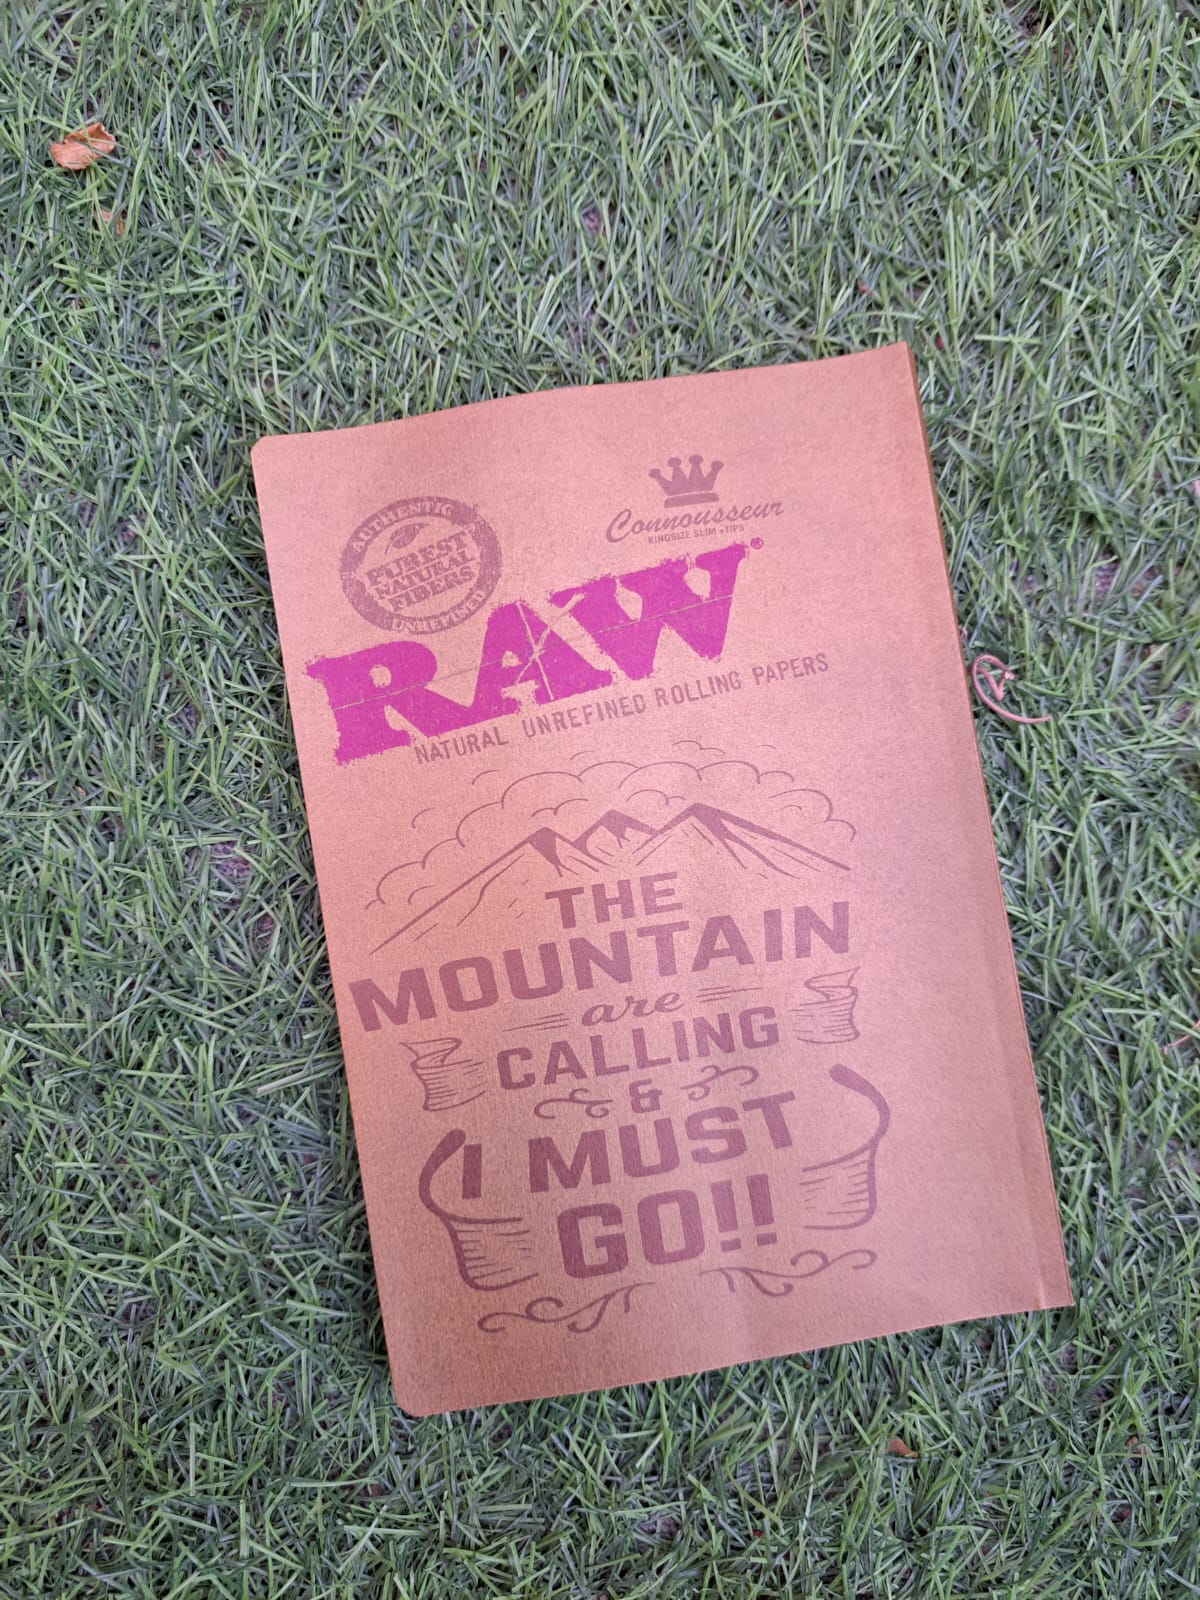 AUTHENTIC
PUREST
NATURAL
FIBERS
UNREFINED
Connousseur
KINGSIZE SLIM + TIPS
RAW®
NATURAL UNREFINED ROLLING PAPERS
THE
MOUNTAIN
are
CALLING
&
I MUST
GO!!